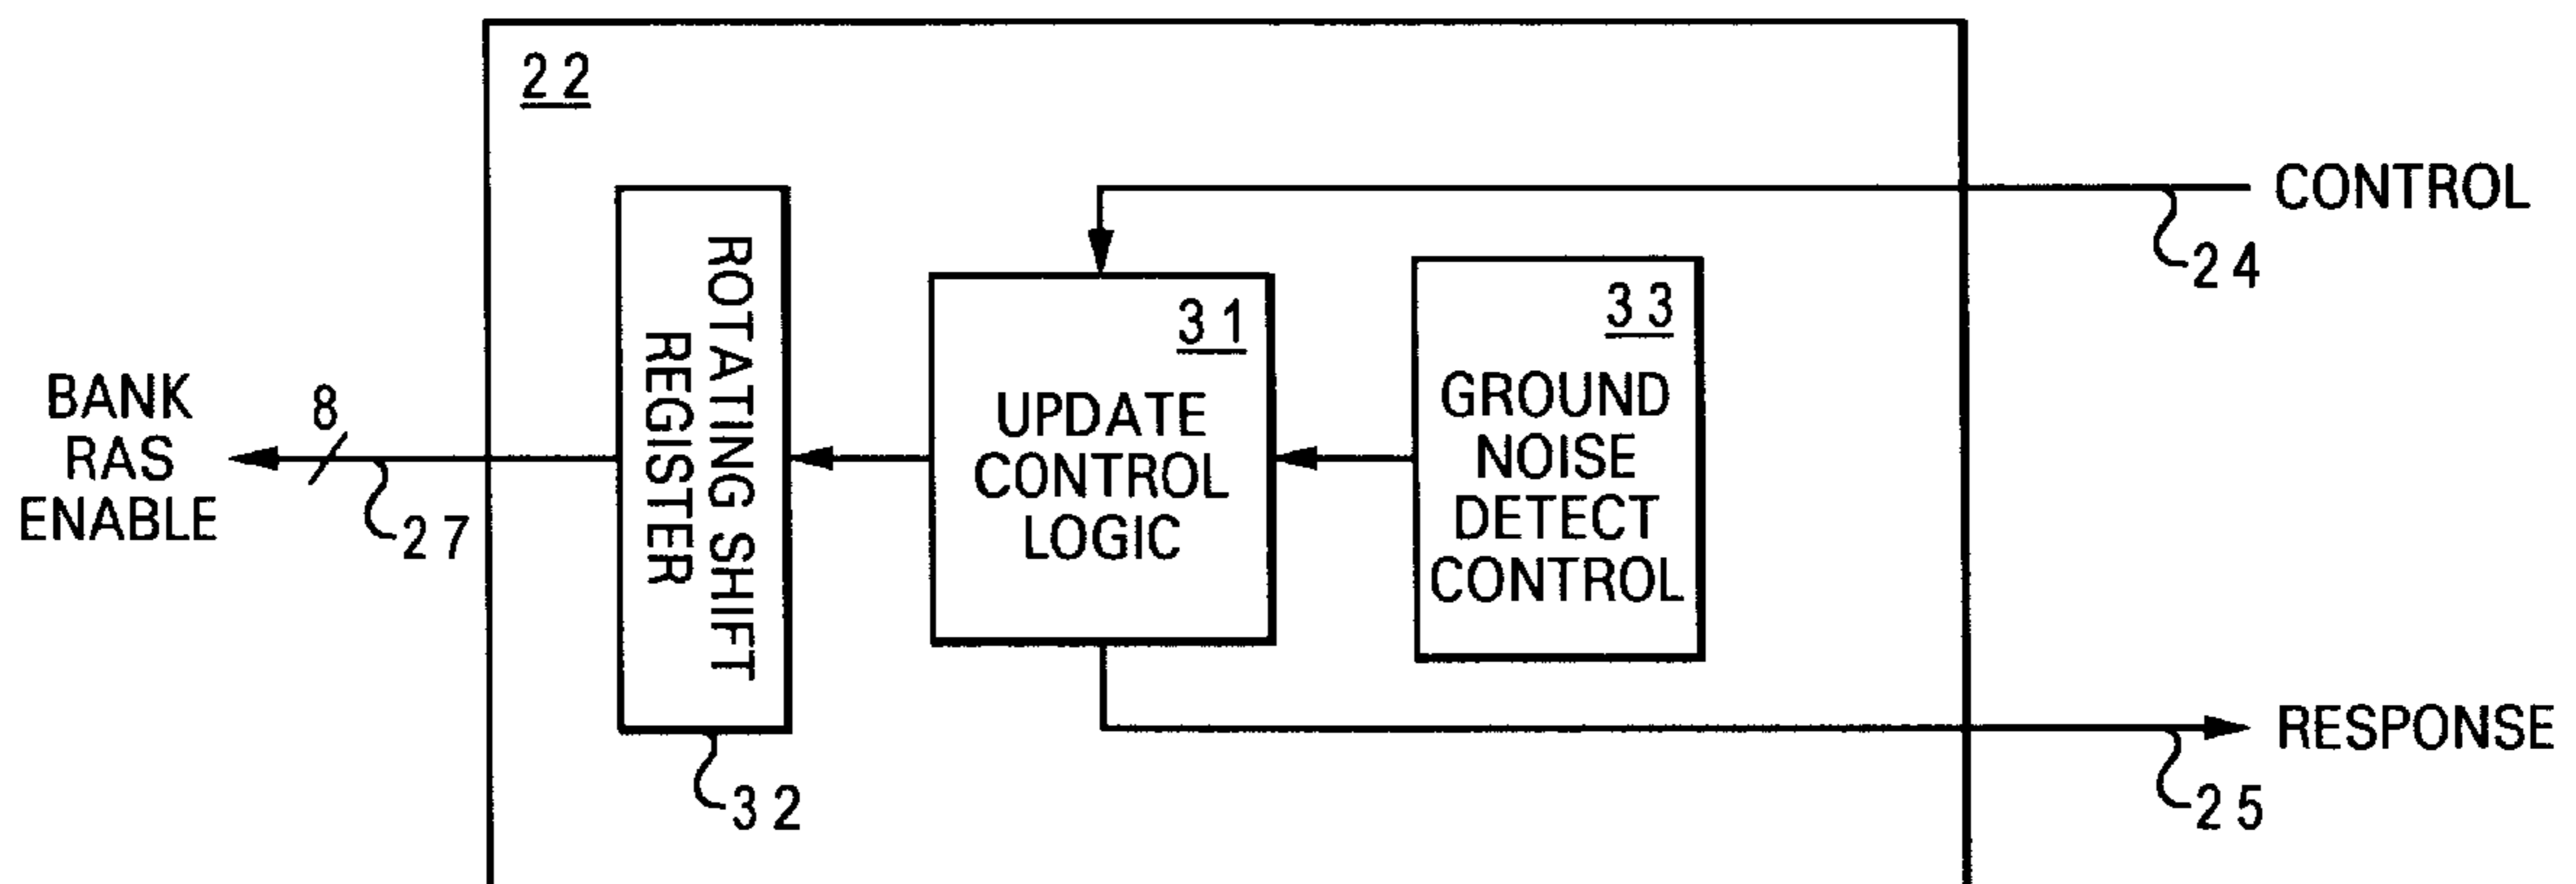 22
CONTROL
24
ROTATING SHIFT
REGISTER
32
31
UPDATE
CONTROL
LOGIC
33
GROUND
NOISE
DETECT
CONTROL
BANK
RAS
ENABLE
8
27
RESPONSE
25